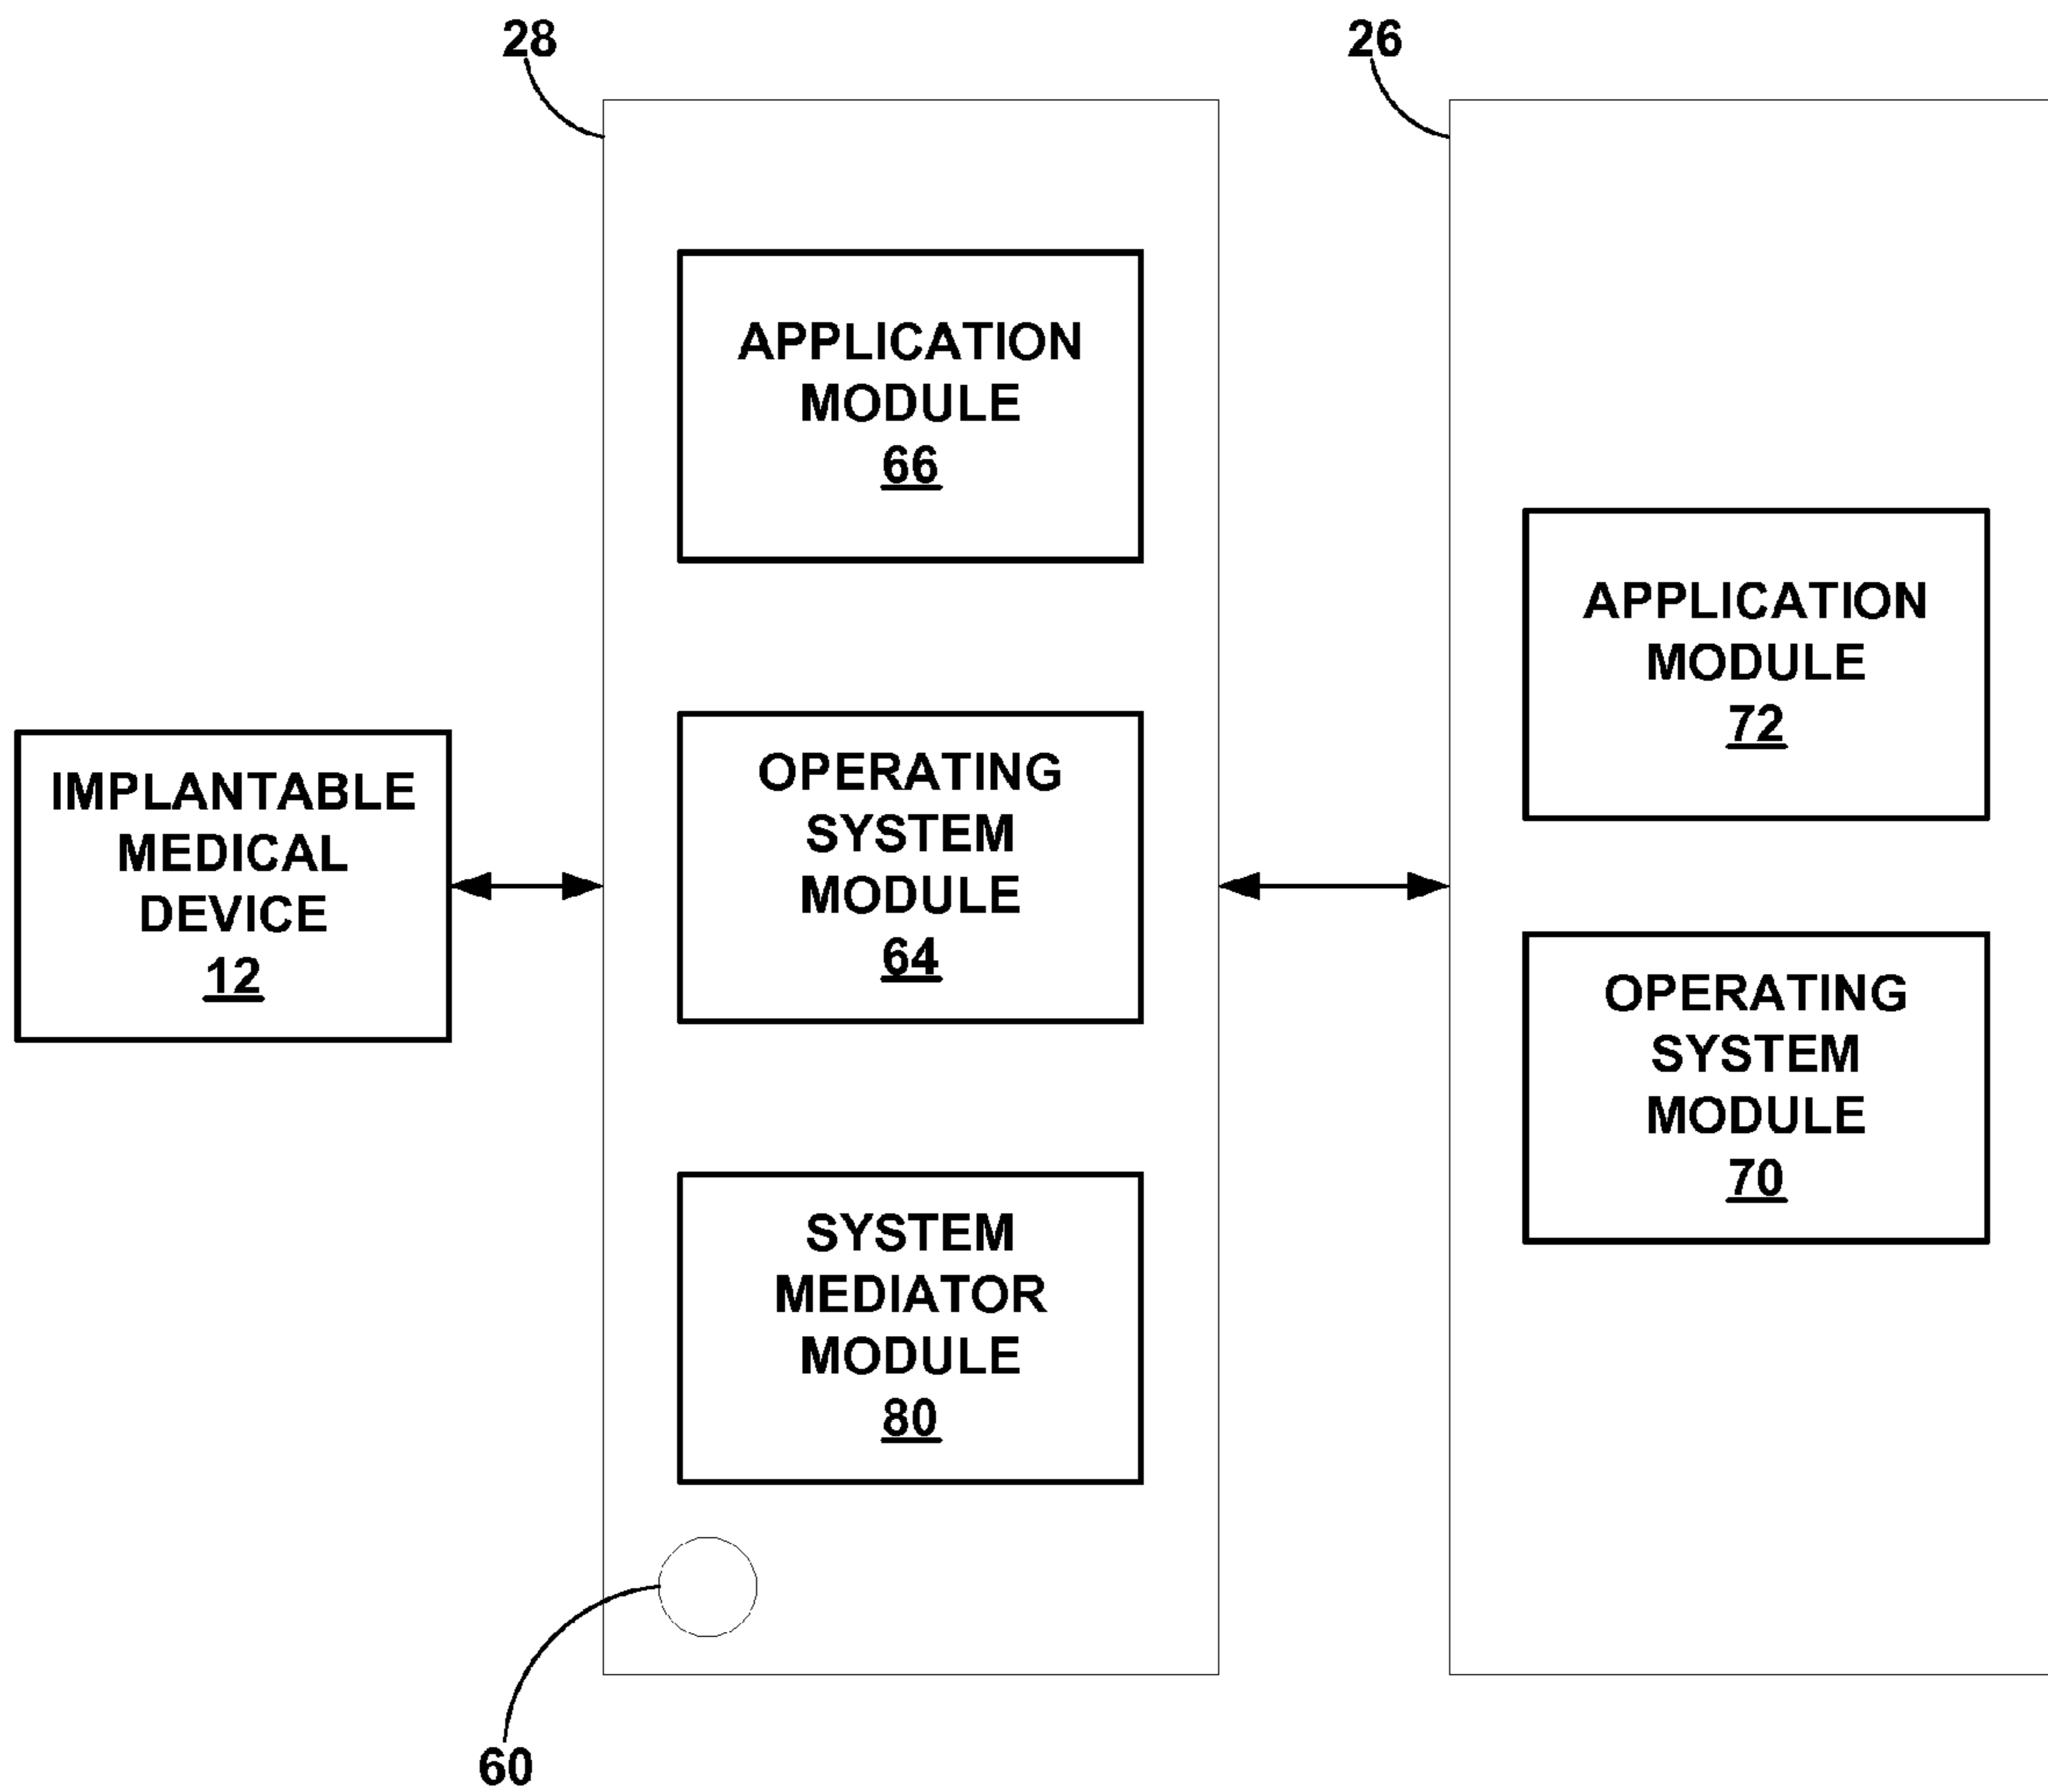 28
26
APPLICATION
MODULE
66
APPLICATION
MODULE
72
IMPLANTABLE
MEDICAL
DEVICE
12
OPERATING
SYSTEM
MODULE
64
OPERATING
SYSTEM
MODULE
70
SYSTEM
MEDIATOR
MODULE
80
60